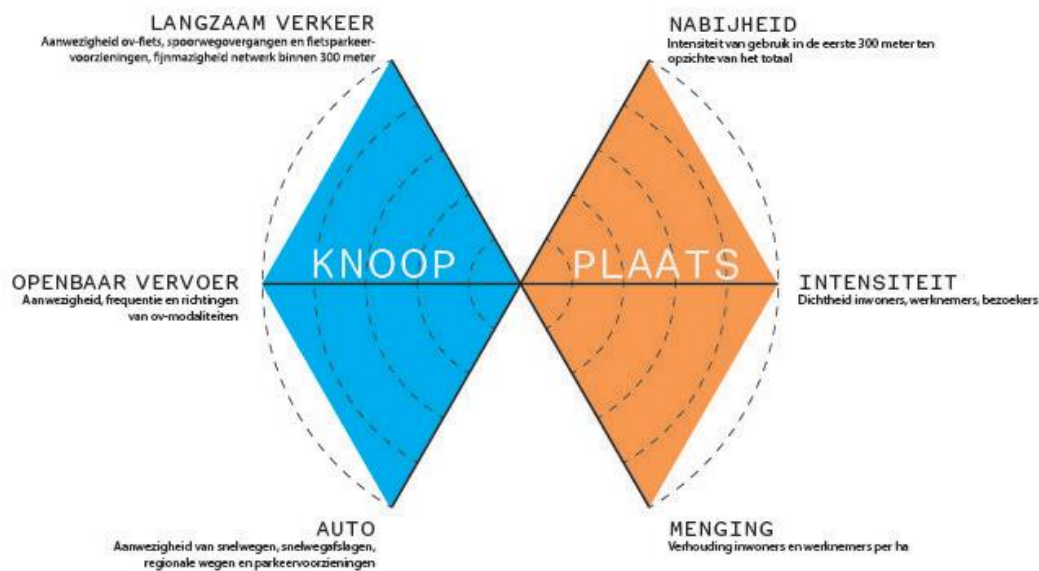 LANGZAAM VERKEER
Aanwezigheid ov-fiets, spoorwegovergangen en fietsparkeer-
voorzieningen, fijnmazigheid netwerk binnen 300 meter
NABIJHEID
Intensiteit van gebruik in de eerste 300 meter ten
opzichte van het totaal
KNOOP
PLAATS
OPENBAAR VERVOER
Aanwezigheid, frequentie en richtingen
van ov-modaliteiten
INTENSITEIT
Dichtheid inwoners, werknemers, bezoekers
AUTO
Aanwezigheid van snelwegen, snelwegafslagen,
regionale wegen en parkeervoorzieningen
MENGING
Verhouding inwoners en werknemers per ha